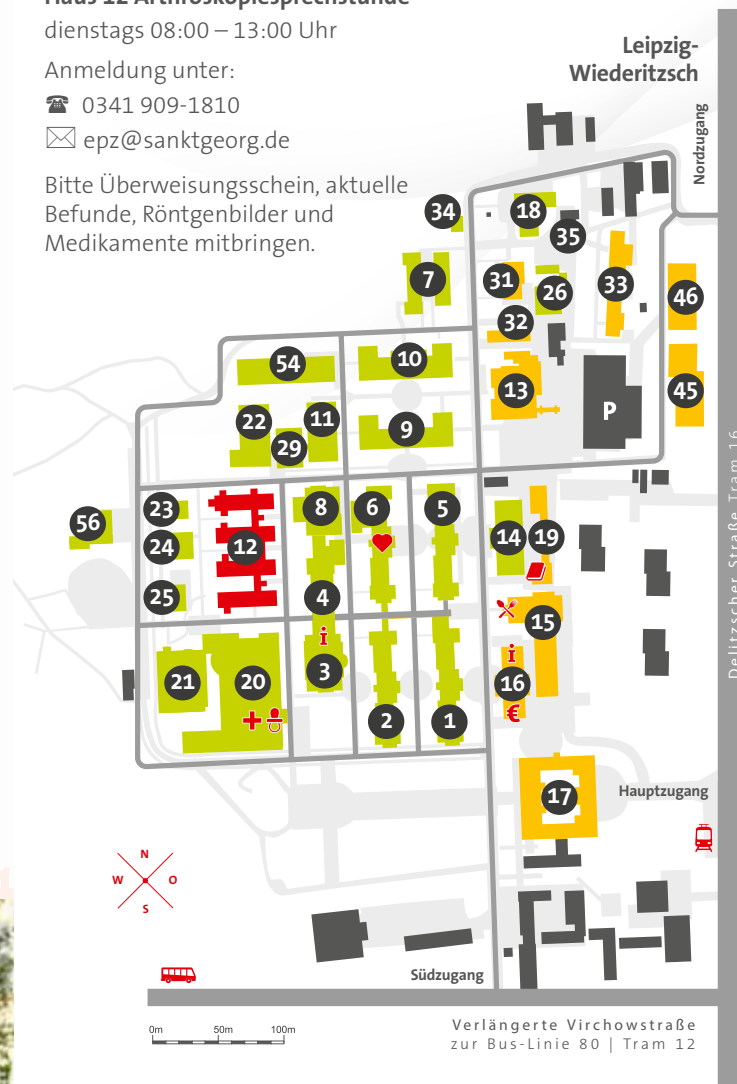 Haus 12 Arthroskopiesprechstunde
dienstags 08:00 – 13:00 Uhr
Anmeldung unter:
☎ 0341 909-1810
✉ epz@sanktgeorg.de
Bitte Überweisungsschein, aktuelle
Befunde, Röntgenbilder und
Medikamente mitbringen.
Leipzig-
Wiederitzsch
Nordzugang
34
18
35
7
31
26
33
46
32
54
10
13
P
45
22
11
9
29
23
8
6
5
56
24
12
14
19
25
4
15
i
i
21
20
3
16
2
1
€
17
Hauptzugang
Delitzscher Straße Tram 16
N
W
O
S
Südzugang
0m
50m
100m
Verlängerte Virchowstraße
zur Bus-Linie 80 | Tram 12